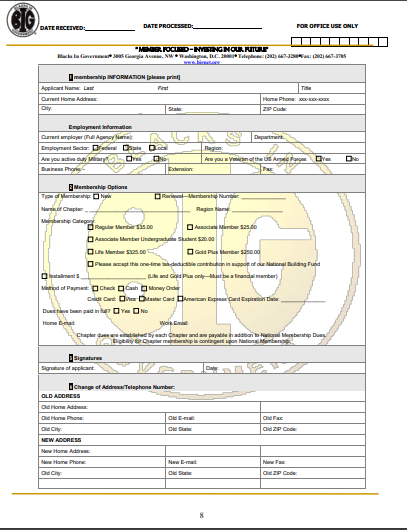 DATE RECEIVED:
DATE PROCESSED:
FOR OFFICE USE ONLY
"MEMBER FOCUSED – INVESTING IN OUR FUTURE"
Blacks In Government● 3005 Georgia Avenue, NW ● Washington, D.C. 20001● Telephone: (202) 667-3280●Fax: (202) 667-3705
www.bignet.org
membership INFORMATION [please print]
Applicant Name: Last First Title
Current Home Address: Home Phone: xxx-xxx-xxxx
City: State: ZIP Code:
Employment Information
Current employer (Full Agency Name): Department:
Employment Sector: Federal State Local Region:
Are you active duty Military? Yes No Are you a Veteran of the US Armed Forces Yes No
Business Phone: Extension: Fax:
Membership Options
Type of Membership: New Renewal—Membership Number:
Name of Chapter: Region Name:
Membership Category:
Regular Member $35.00 Associate Member $25.00
Associate Member Undergraduate Student $20.00
Life Member $325.00 Gold Plus Member $250.00
Please accept this one-time tax-deductible contribution in support of our National Building Fund
Installment $ (Life and Gold Plus only—Must be a financial member)
Method of Payment: Check Cash Money Order
Credit Card: Visa Master Card American Express Card Expiration Date:
Dues have been paid in full? Yes No
Home E-mail: Work Email:
Chapter dues are established by each Chapter and are payable in addition to National Membership Dues.
Eligibility for Chapter membership is contingent upon National Membership.
Signatures
Signature of applicant: Date:
Change of Address/Telephone Number:
OLD ADDRESS
Old Home Address:
Old Home Phone: Old E-mail: Old Fax:
Old City: Old State: Old ZIP Code:
NEW ADDRESS
New Home Address:
New Home Phone: New E-mail: New Fax:
Old City: Old State: Old ZIP Code:
8